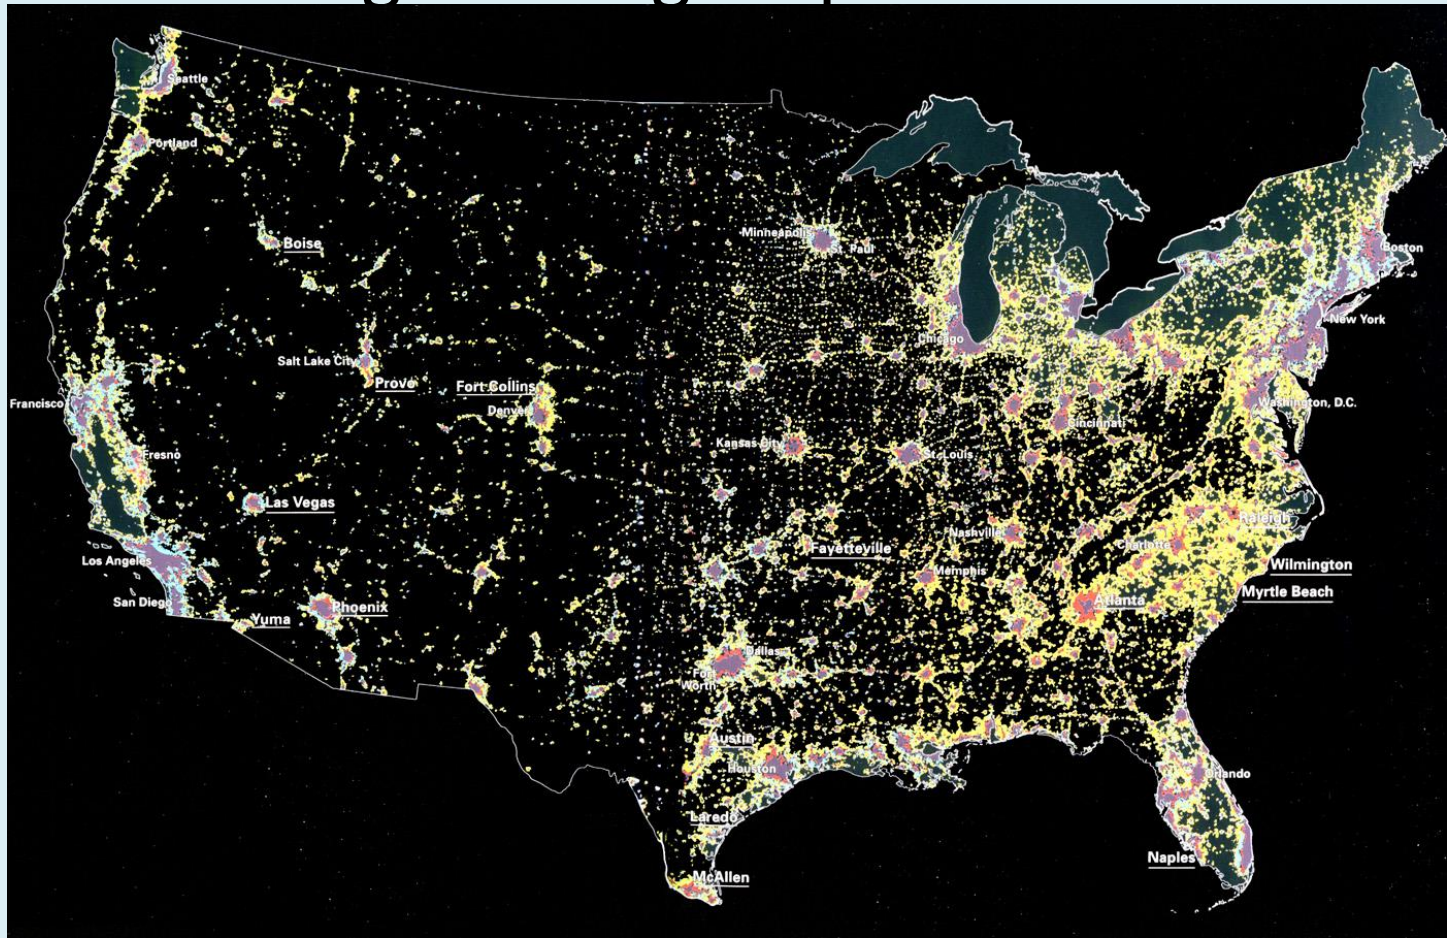 Seattle
Portland
Boise
Minneapolis
St. Paul
Boston
New York
Chicago
Salt Lake City
Provo
Fort Collins
Denver
Francisco
Washington, D.C.
Cincinnati
Kansas City
St. Louis
Fresno
Las Vegas
Raleigh
Nashville
Charlotte
Fayetteville
Los Angeles
Memphis
Wilmington
San Diego
Phoenix
Atlanta
Myrtle Beach
Yuma
Dallas
Fort
Worth
Austin
Houston
Orlando
Laredo
Naples
McAllen